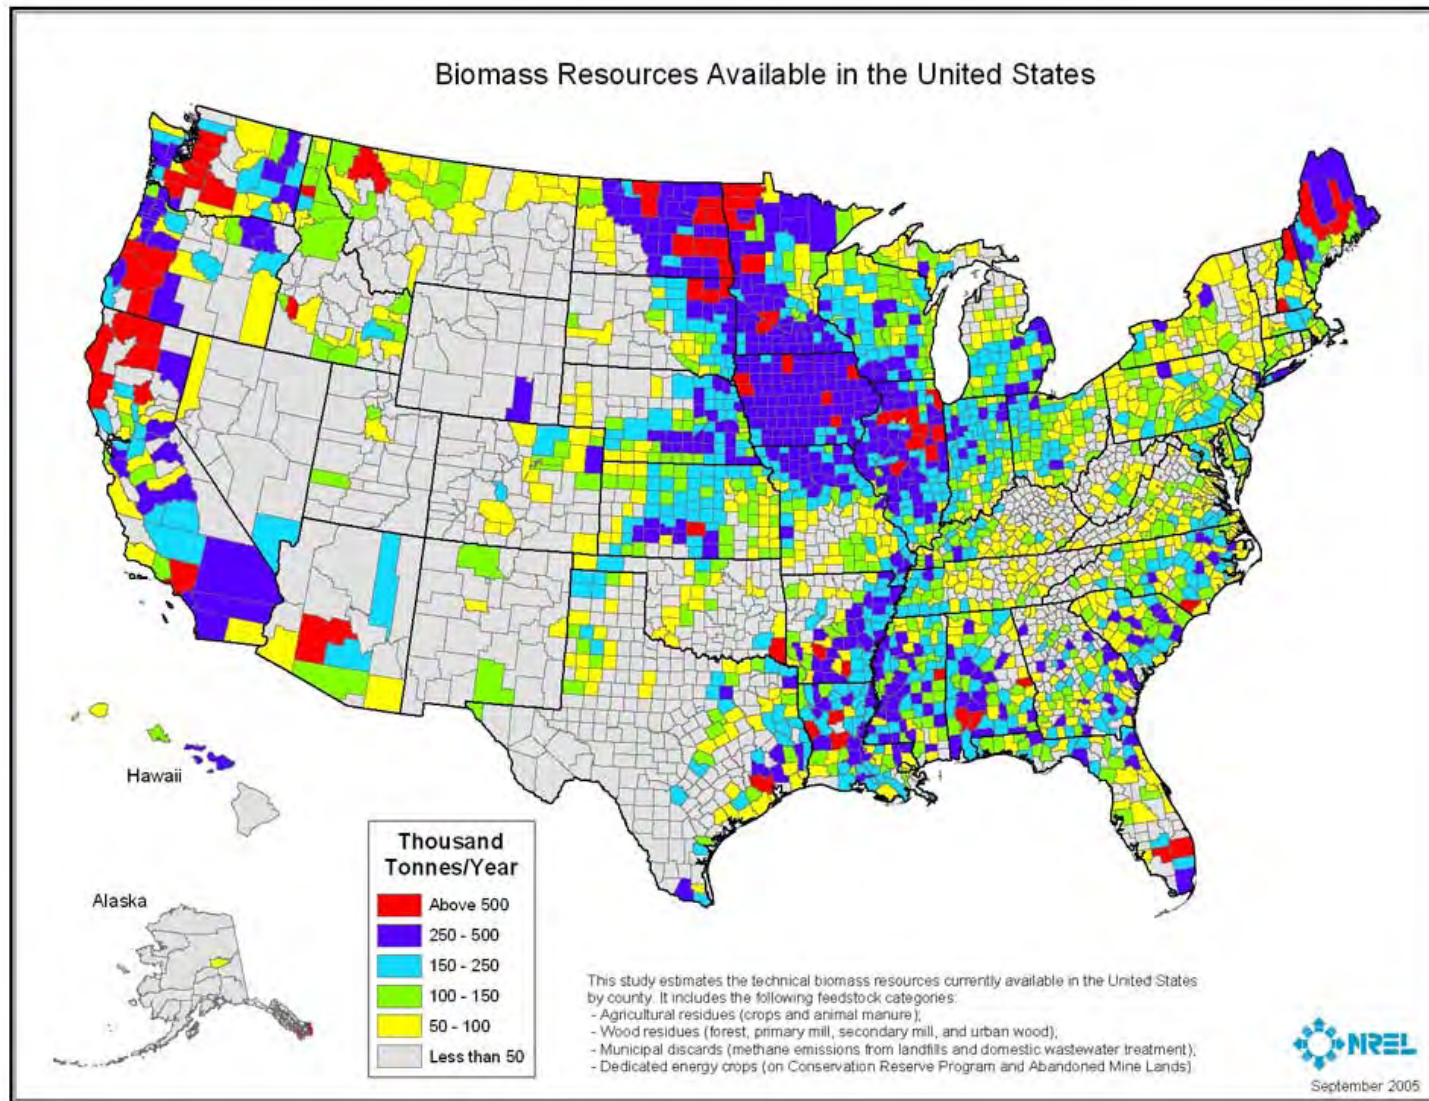 Biomass Resources Available in the United States
Hawaii
Alaska
Thousand
Tonnes/Year
Above 500
250 - 500
150 - 250
100 - 150
50 - 100
Less than 50
This study estimates the technical biomass resources currently available in the United States
by county. It includes the following feedstock categories:
- Agricultural residues (crops and animal manure);
- Wood residues (forest, primary mill, secondary mill, and urban wood);
- Municipal discards (methane emissions from landfills and domestic wastewater treatment);
- Dedicated energy crops (on Conservation Reserve Program and Abandoned Mine Lands)
NREL
September 2005